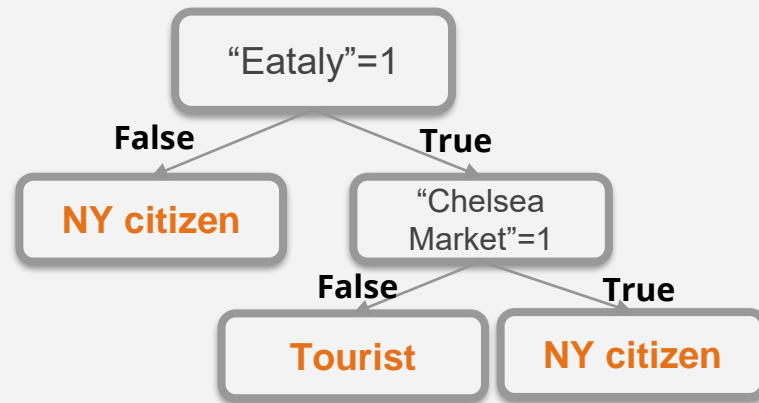 “Eataly”=1
False
True
NY citizen
“Chelsea
Market”=1
False
True
Tourist
NY citizen